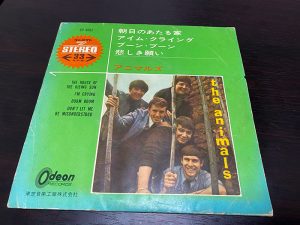 朝日のあたる家
アイム・クライング
ブーン・ブーン
悲しき願い
アニマルズ
STEREO
33
THE HOUSE OF
THE RISING SUN
I'M CRYING
BOOM BOOM
DON'T LET ME
BE MISUNDERSTOOD
the animals
Odeon
RECORDS
東芝音楽工業株式会社